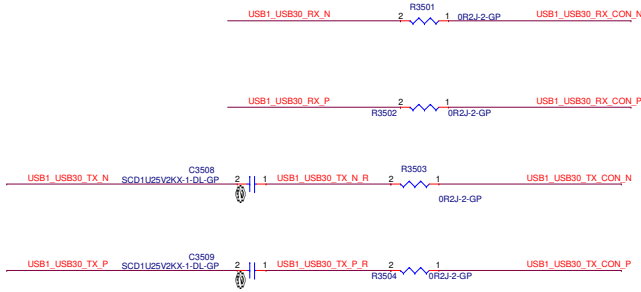 R3501
USB1_USB30_RX_N 2 1 0R2J-2-GP USB1_USB30_RX_CON_N
USB1_USB30_RX_P 2 1 USB1_USB30_RX_CON_P
R3502 0R2J-2-GP
C3508 R3503
USB1_USB30_TX_N SCD1U25V2KX-1-DL-GP 2 1 USB1_USB30_TX_N_R 2 1 USB1_USB30_TX_CON_N
0R2J-2-GP
C3509
USB1_USB30_TX_P SCD1U25V2KX-1-DL-GP 2 1 USB1_USB30_TX_P_R 2 1 USB1_USB30_TX_CON_P
R3504 0R2J-2-GP